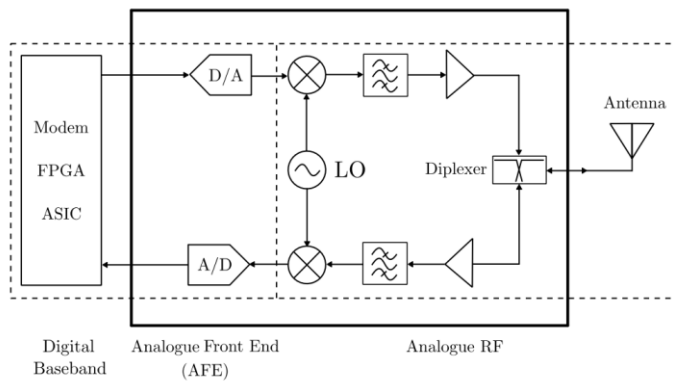 D/A
Antenna
Modem
FPGA
ASIC
LO
Diplexer
A/D
Digital
Baseband
Analogue Front End
(AFE)
Analogue RF